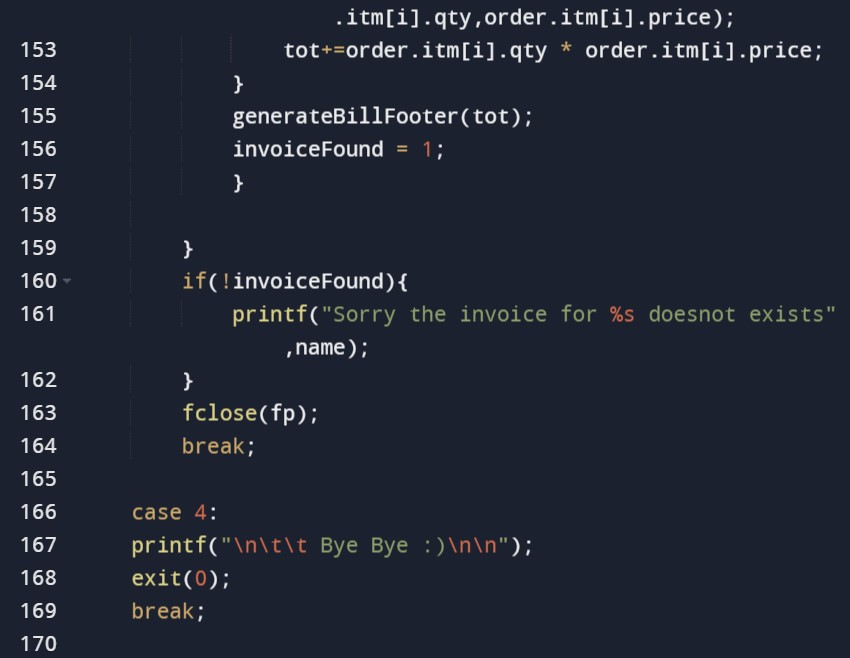 .itm[i].qty,order.itm[i].price);
153 tot+=order.itm[i].qty * order.itm[i].price;
154 }
155 generateBillFooter(tot);
156 invoiceFound = 1;
157 }
158
159 }
160 if(!invoiceFound){
161 printf("Sorry the invoice for %s doesnot exists"
,name);
162 }
163 fclose(fp);
164 break;
165
166 case 4:
167 printf("\n\t\t Bye Bye :)\n\n");
168 exit(0);
169 break;
170